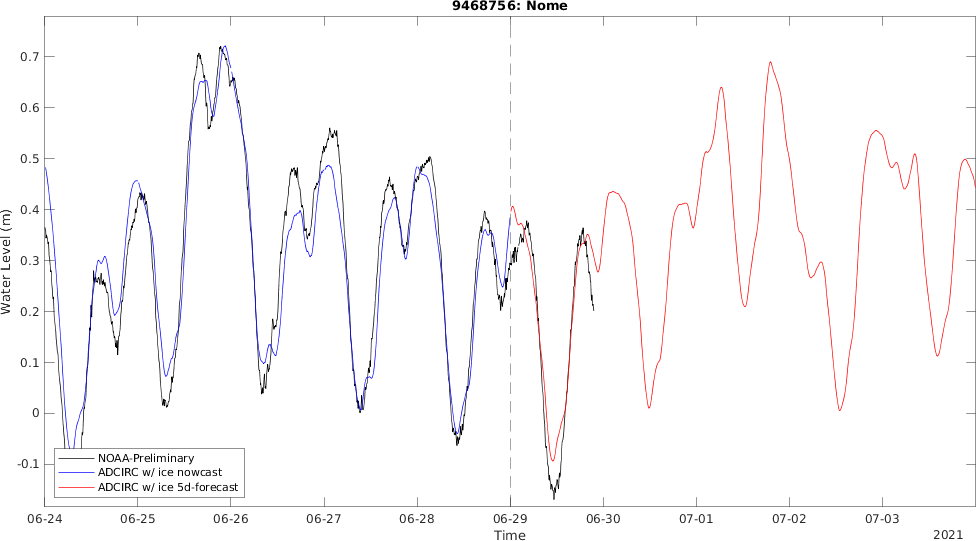 9468756: Nome
Water Level (m)
0.7
0.6
0.5
0.4
0.3
0.2
0.1
0
-0.1
NOAA-Preliminary
ADCIRC w/ ice nowcast
ADCIRC w/ ice 5d-forecast
06-24 06-25 06-26 06-27 06-28 06-29 06-30 07-01 07-02 07-03
Time
2021